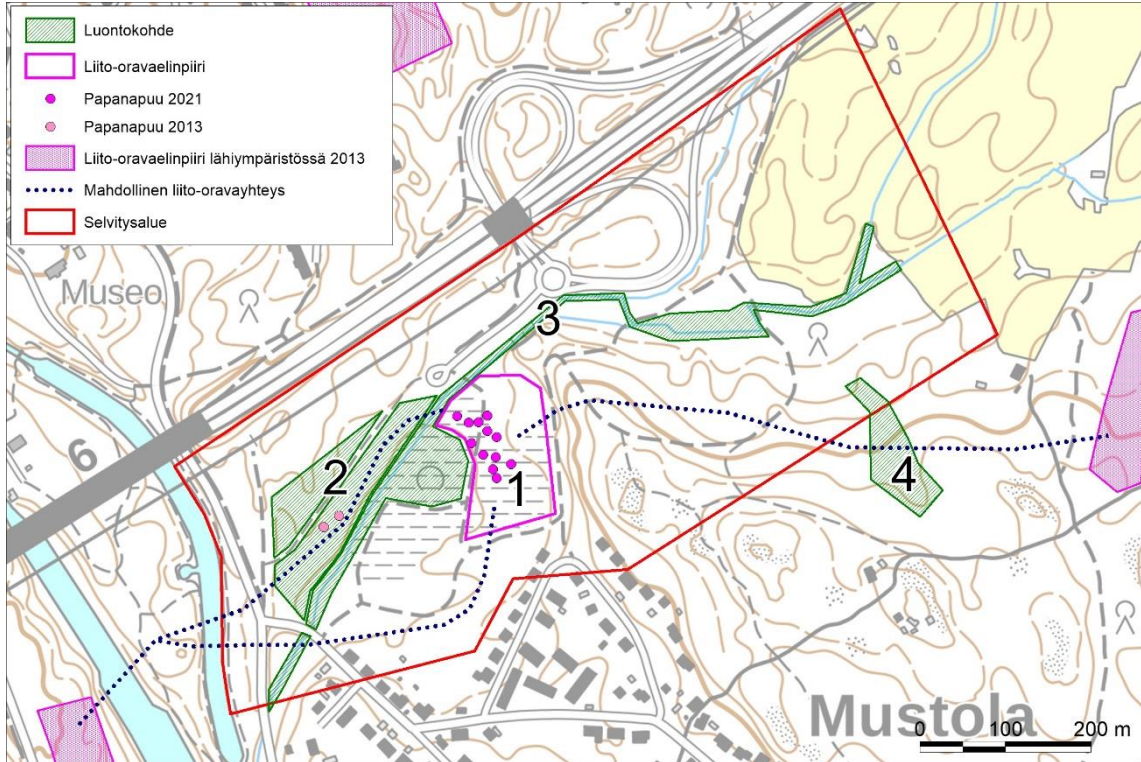 Luontokohde
Liito-oravaelinpiiri
Papanapuu 2021
Papanapuu 2013
Liito-oravaelinpiiri lähiympäristössä 2013
Mahdollinen liito-oravayhteys
Selvitysalue
Museo
6
3
2
1
4
Mustola
0 100 200 m